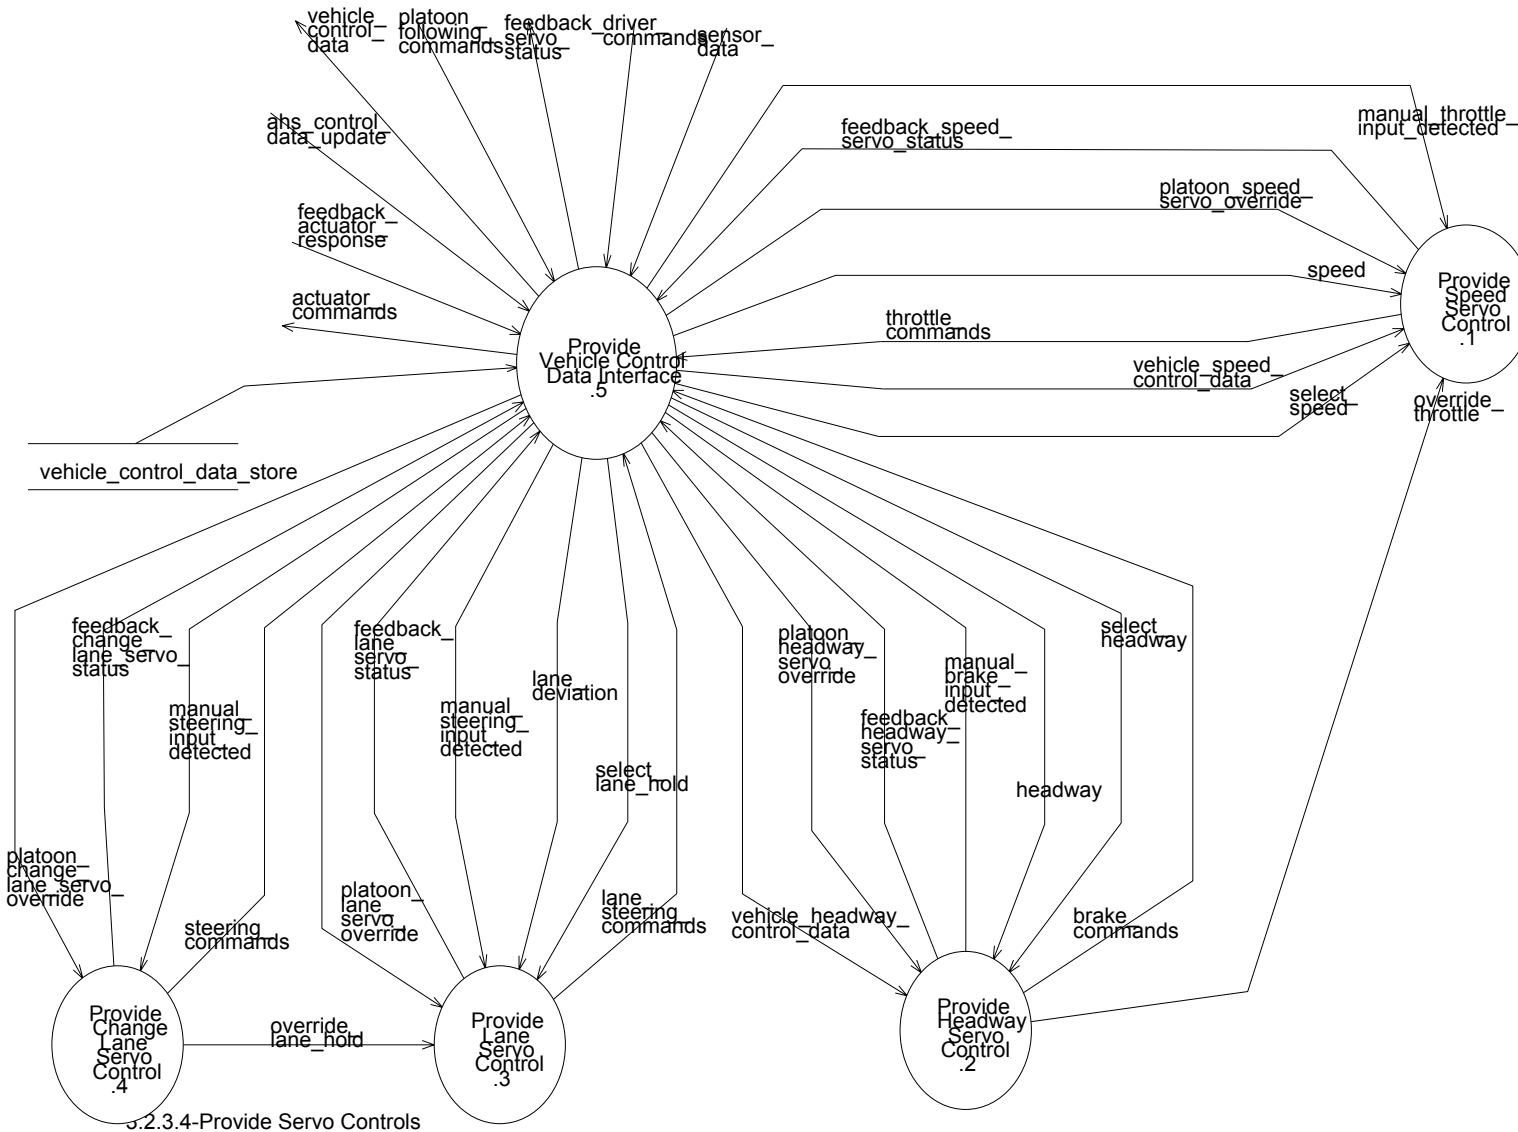 vehicle_
control_
data
platoon_
following_
commands
feedback_
servo_
status
driver_
commands
sensor_
data
ahs_control_
data_update
feedback_
actuator_
response
actuator_
commands
manual_throttle_
input_detected
feedback_speed_
servo_status
platoon_speed_
servo_override
speed
throttle_
commands
vehicle_speed_
control_data
select_
speed
override_
throttle
Provide
Speed
Servo
Control
.1
Provide
Vehicle Control
Data Interface
.5
vehicle_control_data_store
feedback_
change_
lane_servo_
status
manual_
steering_
input_
detected
platoon_
change_
lane_servo_
override
steering_
commands
feedback_
lane_
servo_
status
manual_
steering_
input_
detected
lane_
deviation
select_
lane_hold
platoon_
lane_
servo_
override
lane_
steering_
commands
platoon_
headway_
servo_
override
feedback_
headway_
servo_
status
manual_
brake_
input_
detected
select_
headway
headway
vehicle_headway_
control_data
brake_
commands
Provide
Change
Lane
Servo
Control
.4
override_
lane_hold
Provide
Lane
Servo
Control
.3
Provide
Headway
Servo
Control
.2
3.2.3.4-Provide Servo Controls